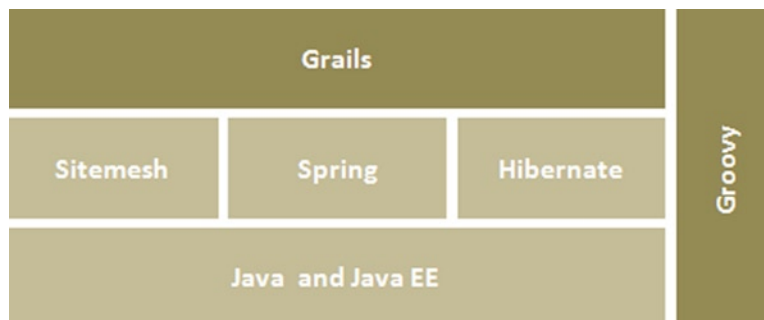 Grails
Sitemesh
Spring
Hibernate
Java and Java EE
Groovy